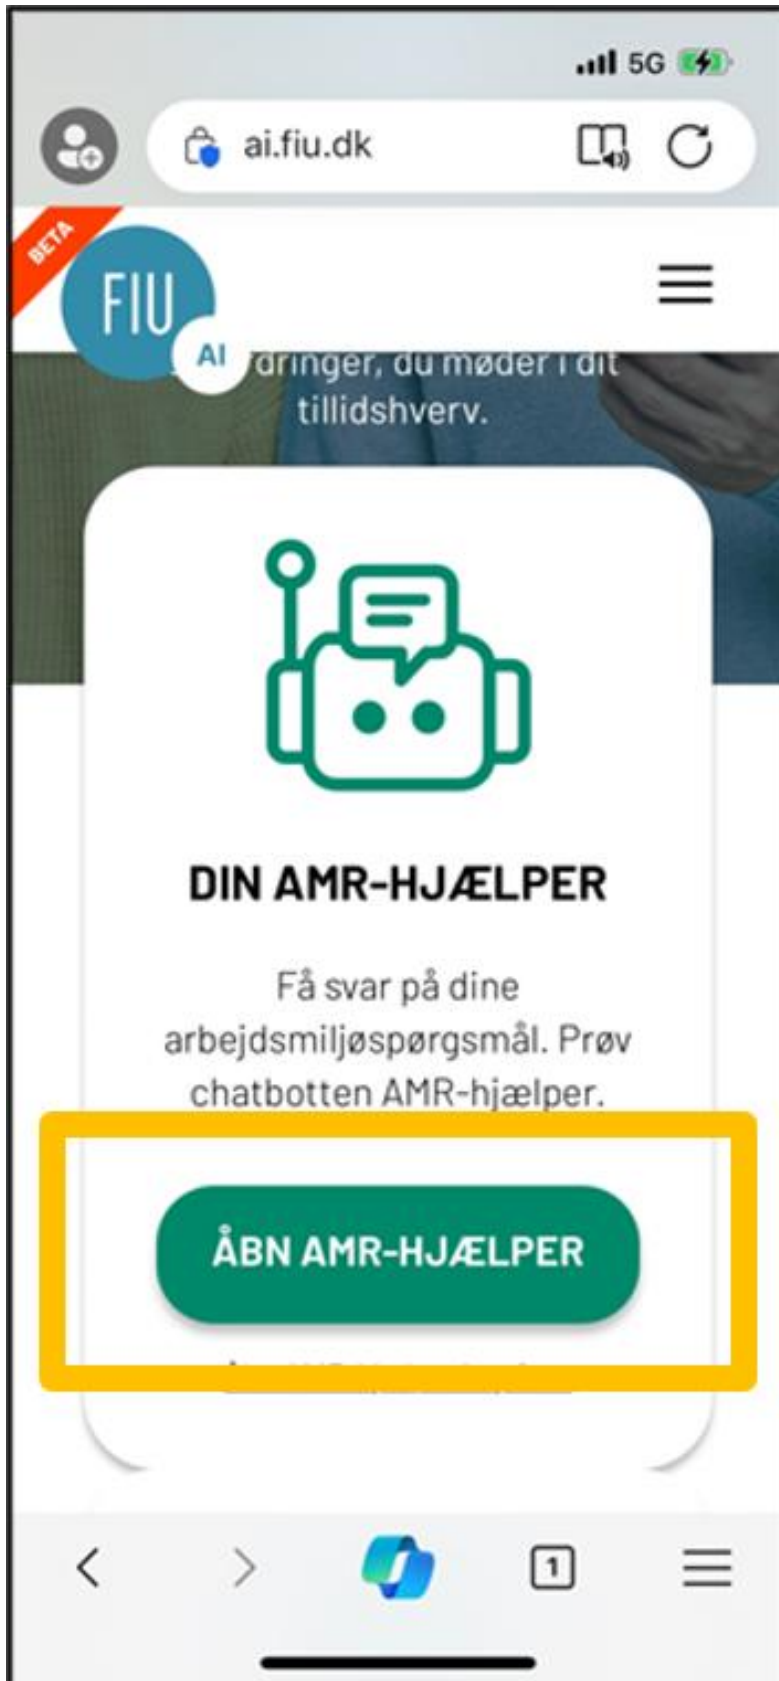 5G
ai.fiu.dk
BETA
FIU
AI
dringer, du møder i dit
tillidshverv.
DIN AMR-HJÆLPER
Få svar på dine
arbejdsmiljøspørgsmål. Prøv
chatbotten AMR-hjælper.
ÅBN AMR-HJÆLPER
1